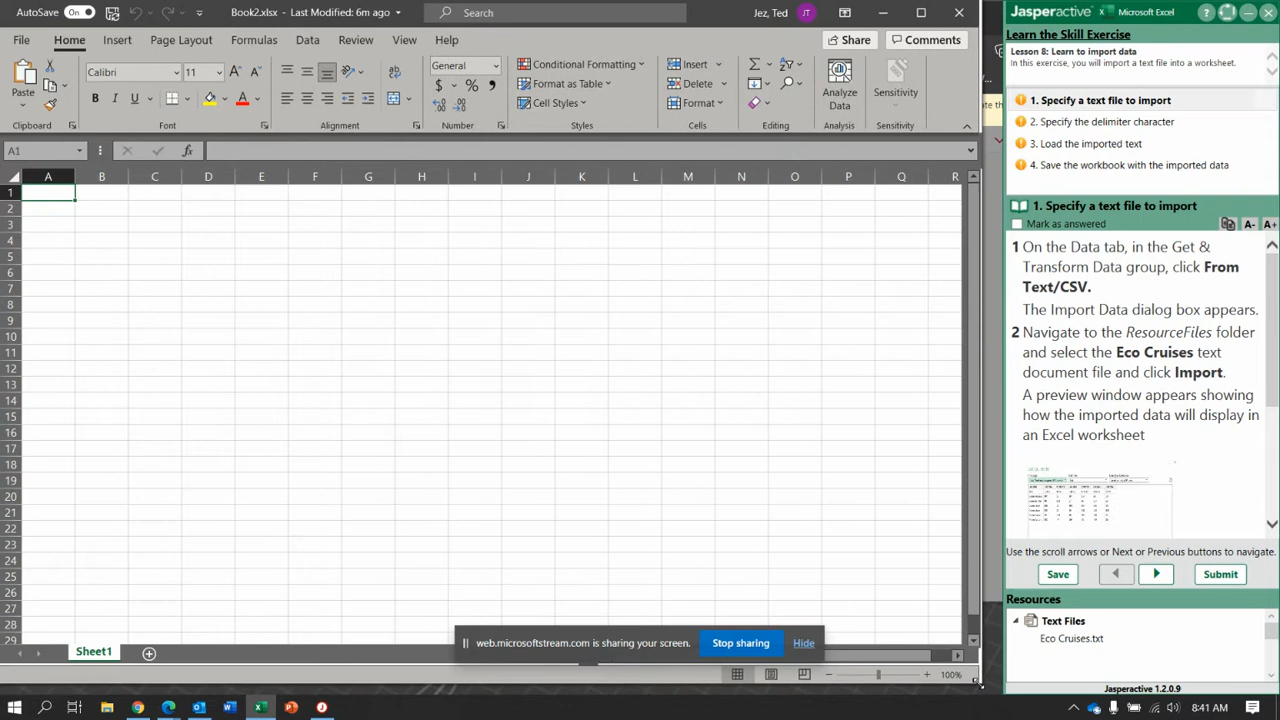 AutoSave On Book2.xlsx - Last Modified: 6m ago Search Jez, Ted JT
File Home Insert Page Layout Formulas Data Review View Help Share Comments
Paste Calibri 11 General Conditional Formatting Insert Analyze Data Sensitivity
B U $ % Format as Table Delete
Cell Styles Format
Clipboard Font Alignment Number Styles Cells Editing Analysis Sensitivity
A1 fx
A B C D E F G H I J K L M N O P Q R
1
2
3
4
5
6
7
8
9
10
11
12
13
14
15
16
17
18
19
20
21
22
23
24
25
26
27
28
29
web.microsoftstream.com is sharing your screen. Stop sharing Hide
Sheet1
100%
Jasperactive Microsoft Excel
Learn the Skill Exercise
Lesson 8: Learn to import data
In this exercise, you will import a text file into a worksheet.
1. Specify a text file to import
2. Specify the delimiter character
3. Load the imported text
4. Save the workbook with the imported data
1. Specify a text file to import
Mark as answered A- A+
1 On the Data tab, in the Get &
Transform Data group, click From
Text/CSV.
The Import Data dialog box appears.
2 Navigate to the ResourceFiles folder
and select the Eco Cruises text
document file and click Import.
A preview window appears showing
how the imported data will display in
an Excel worksheet
Use the scroll arrows or Next or Previous buttons to navigate.
Save Submit
Resources
Text Files
Eco Cruises.txt
Jasperactive 1.2.0.9
8:41 AM